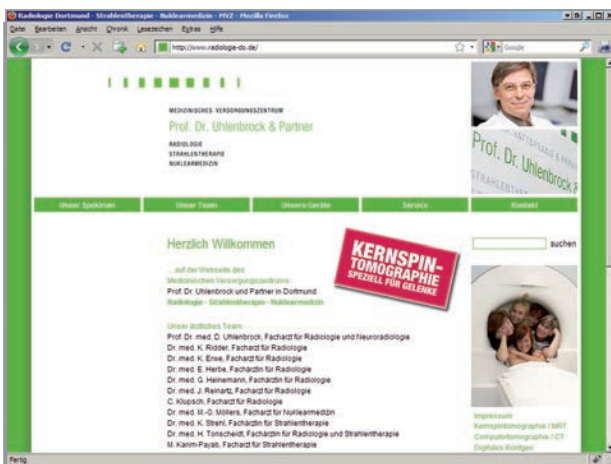 Radiologie Dortmund - Strahlentherapie - Nuklearmedizin - MVZ - Mozilla Firefox
Datei Bearbeiten Ansicht Chronik Lesezeichen Extras Hilfe
http://www.radiologie-do.de/
Google
MEDIZINISCHES VERSORGUNGSZENTRUM
Prof. Dr. Uhlenbrock & Partner
RADIOLOGIE
STRAHLENTHERAPIE
NUKLEARMEDIZIN
Prof. Dr. Uhlenbrock &
Unser Spektrum Unser Team Unsere Geräte Service Kontakt
Herzlich Willkommen
suchen
KERNSPIN-
TOMOGRAPHIE
SPEZIELL FÜR GELENKE
... auf der Webseite des
Medizinischen Versorgungszentrums
Prof. Dr. Uhlenbrock und Partner in Dortmund
Radiologie - Strahlentherapie - Nuklearmedizin
Unser ärztliches Team:
Prof. Dr. med. D. Uhlenbrock, Facharzt für Radiologie und Neuroradiologie
Dr. med. K. Ridder, Facharzt für Radiologie
Dr. med. K. Erwe, Facharzt für Radiologie
Dr. med. E. Herbe, Fachärztin für Radiologie
Dr. med. G. Heinemann, Fachärztin für Radiologie
Dr. med. J. Reinartz, Facharzt für Radiologie
C. Klupsch, Facharzt für Radiologie
Dr. med. M.-O. Möllers, Facharzt für Nuklearmedizin
Dr. med. K. Strehl, Fachärztin für Strahlentherapie
Dr. med. H. Tonscheidt, Fachärztin für Radiologie und Strahlentherapie
M. Karim-Payab, Facharzt für Strahlentherapie
Impressum
Kernspintomographie / MRT
Computertomographie / CT
Digitales Röntgen
Fertig